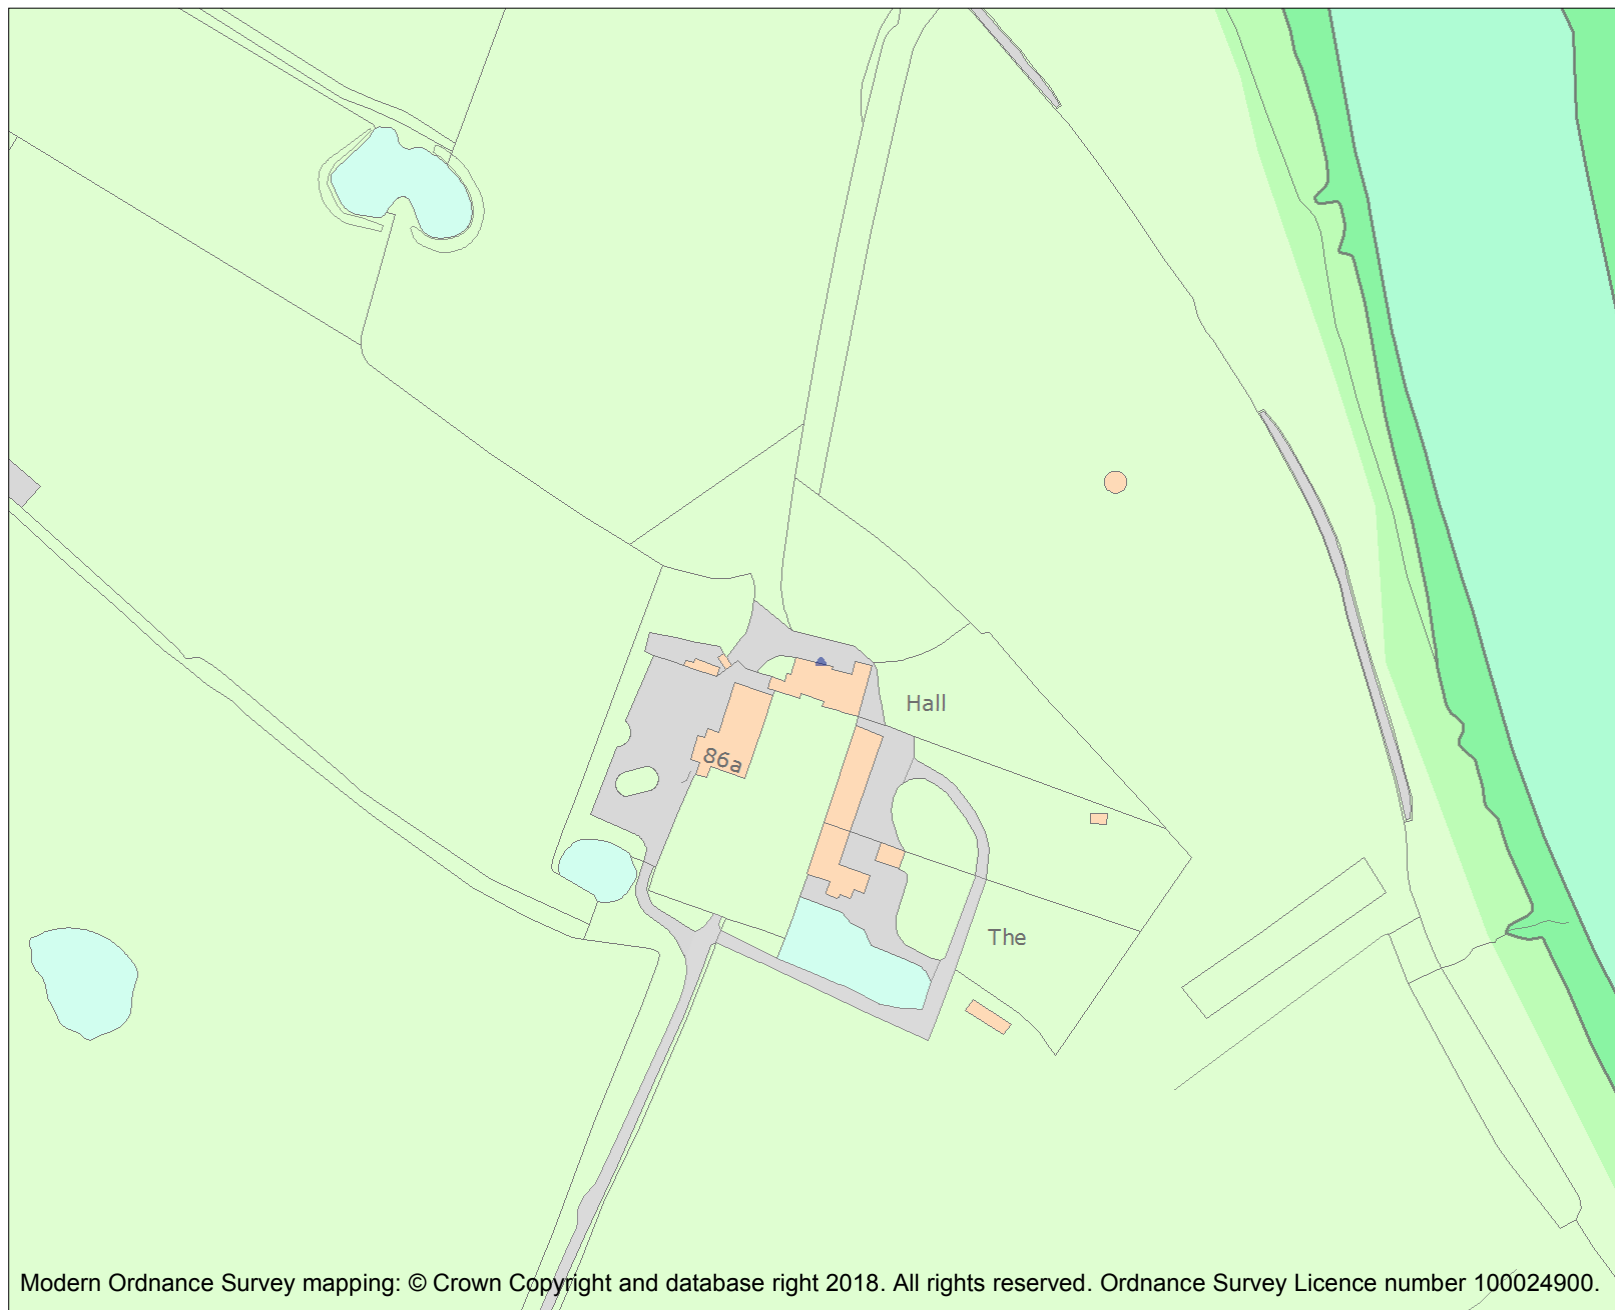 Hall
86a
The
Modern Ordnance Survey mapping: © Crown Copyright and database right 2018. All rights reserved. Ordnance Survey Licence number 100024900.